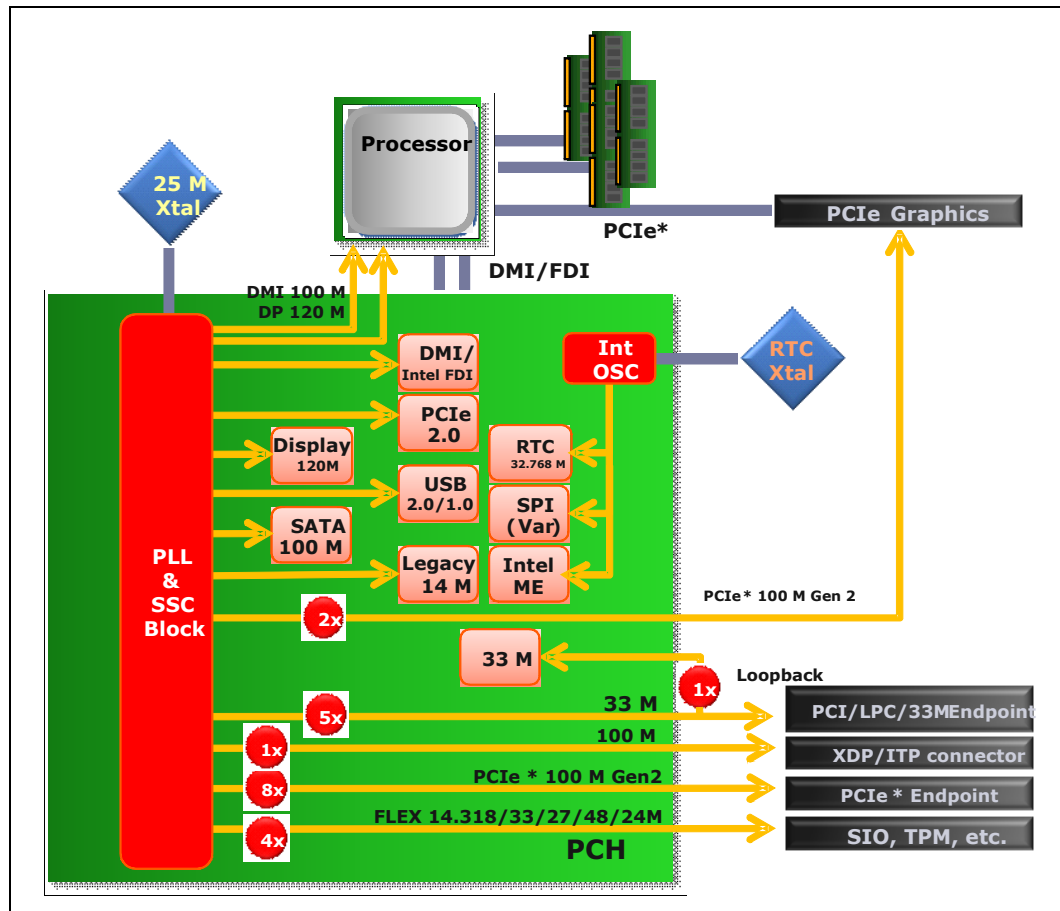 Processor
25 M
Xtal
PCIe*
PCIe Graphics
DMI/FDI
DMI 100 M
DP 120 M
DMI/
Intel FDI
Int
OSC
RTC
Xtal
PCIe
2.0
Display
120M
RTC
32.768 M
USB
2.0/1.0
SPI
(Var)
SATA
100 M
Legacy
14 M
Intel
ME
PLL
&
SSC
Block
2x
PCIe* 100 M Gen 2
33 M
1x
Loopback
5x
33 M
PCI/LPC/33MEndpoint
1x
100 M
XDP/ITP connector
8x
PCIe * 100 M Gen2
PCIe* Endpoint
4x
FLEX 14.318/33/27/48/24M
SIO, TPM, etc.
PCH